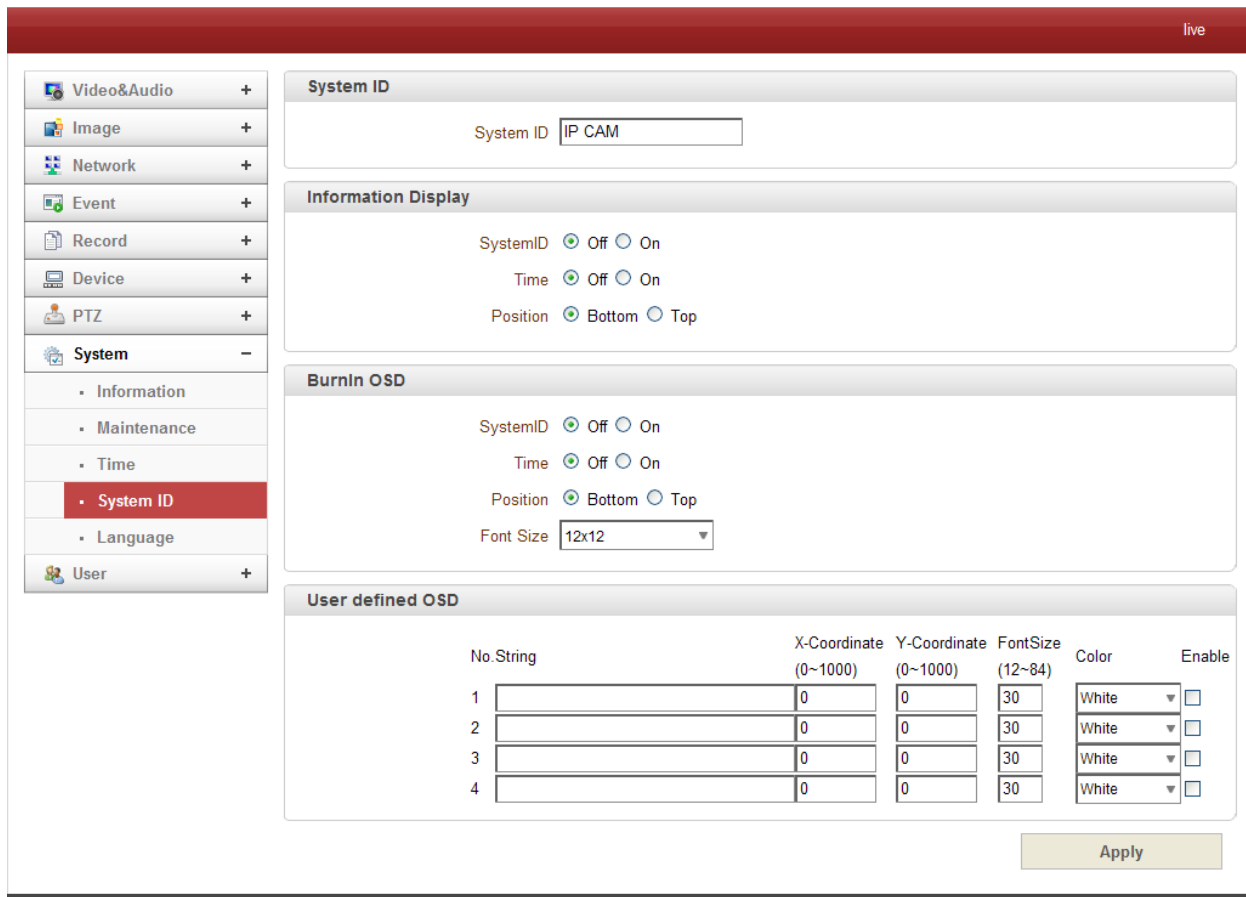 live
Video&Audio +
Image +
Network +
Event +
Record +
Device +
PTZ +
System −
Information
Maintenance
Time
System ID
Language
User +
System ID
System ID IP CAM
Information Display
SystemID Off On
Time Off On
Position Bottom Top
BurnIn OSD
SystemID Off On
Time Off On
Position Bottom Top
Font Size 12x12
User defined OSD
No. String X-Coordinate (0~1000) Y-Coordinate (0~1000) FontSize (12~84) Color Enable
1 0 0 30 White
2 0 0 30 White
3 0 0 30 White
4 0 0 30 White
Apply